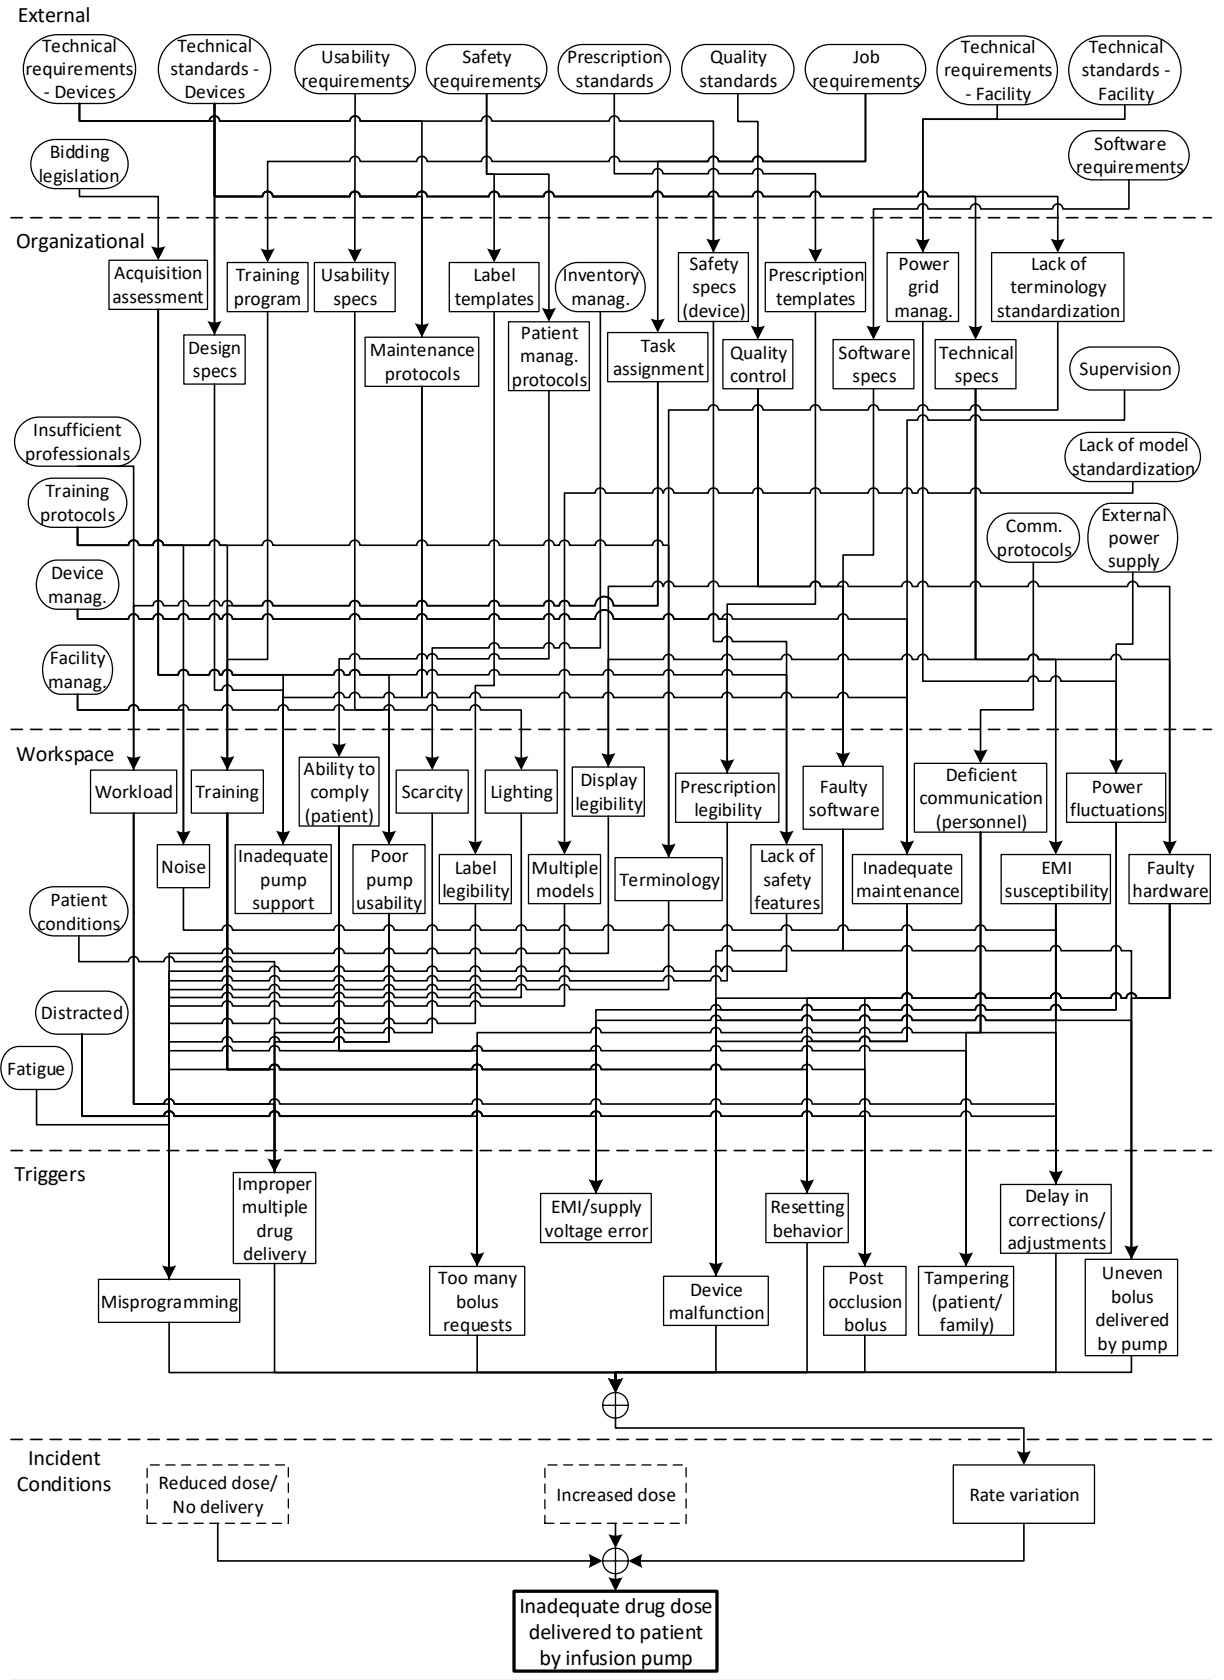 External
Technical
requirements
- Devices
Technical
standards -
Devices
Usability
requirements
Safety
requirements
Prescription
standards
Quality
standards
Job
requirements
Technical
requirements
- Facility
Technical
standards -
Facility
Bidding
legislation
Software
requirements
Organizational
Acquisition
assessment
Training
program
Usability
specs
Label
templates
Inventory
manag.
Safety
specs
(device)
Prescription
templates
Power
grid
manag.
Lack of
terminology
standardization
Design
specs
Maintenance
protocols
Patient
manag.
protocols
Task
assignment
Quality
control
Software
specs
Technical
specs
Supervision
Insufficient
professionals
Lack of model
standardization
Training
protocols
Comm.
protocols
External
power
supply
Device
manag.
Facility
manag.
Workspace
Workload
Training
Ability to
comply
(patient)
Scarcity
Lighting
Display
legibility
Prescription
legibility
Faulty
software
Deficient
communication
(personnel)
Power
fluctuations
Noise
Inadequate
pump
support
Poor
pump
usability
Label
legibility
Multiple
models
Terminology
Lack of
safety
features
Inadequate
maintenance
EMI
susceptibility
Faulty
hardware
Patient
conditions
Distracted
Fatigue
Triggers
Improper
multiple
drug
delivery
EMI/supply
voltage error
Resetting
behavior
Delay in
corrections/
adjustments
Misprogramming
Too many
bolus
requests
Device
malfunction
Post
occlusion
bolus
Tampering
(patient/
family)
Uneven
bolus
delivered
by pump
Incident
Conditions
Reduced dose/
No delivery
Increased dose
Rate variation
Inadequate drug dose
delivered to patient
by infusion pump